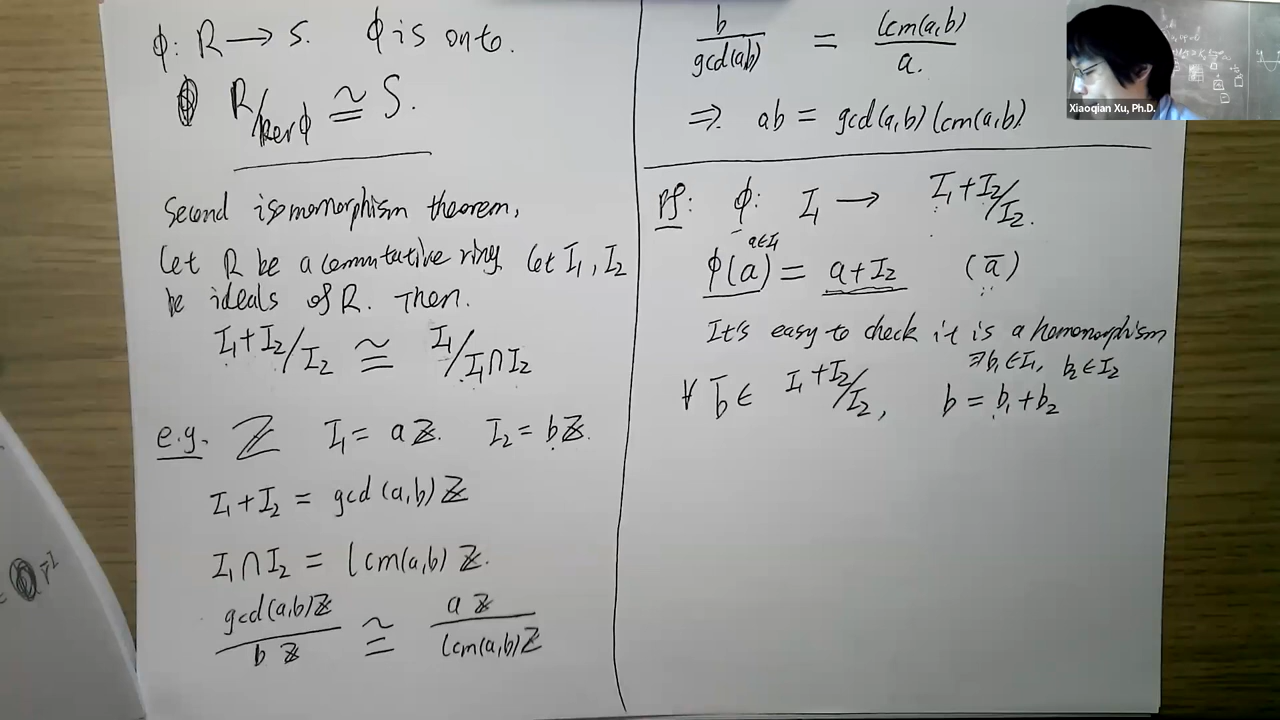 ϕ: R → S. ϕ is onto.
R/kerϕ ≅ S.
Second isomomorphism theorem,
Let R be a commutative ring. Let I₁, I₂
be ideals of R. Then.
I₁+I₂/I₂ ≅ I₁/I₁∩I₂
e.g. ℤ I₁ = aℤ. I₂ = bℤ.
I₁+I₂ = gcd(a,b)ℤ
I₁∩I₂ = lcm(a,b)ℤ.
gcd(a,b)ℤ/bℤ ≅ aℤ/lcm(a,b)ℤ
b/gcd(ab) = lcm(a,b)/a.
⇒. ab = gcd(a,b) lcm(a,b)
Pf: ϕ: I₁ → I₁+I₂/I₂.
a∈I₁
ϕ(a) = a+I₂ (ā)
It's easy to check it is a homomorphism
∃b₁∈I₁, b₂∈I₂
∀ b̄ ∈ I₁+I₂/I₂, b = b₁+b₂
Xiaoqian Xu, Ph.D.